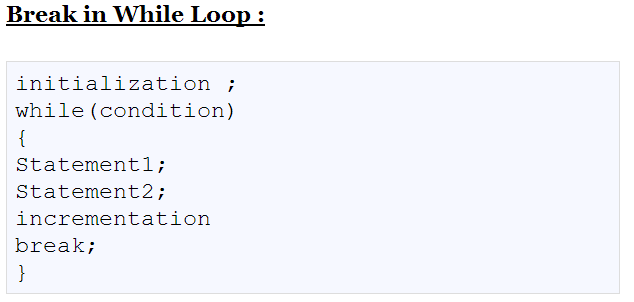 Break in While Loop :
initialization ;
while(condition)
{
Statement1;
Statement2;
incrementation
break;
}